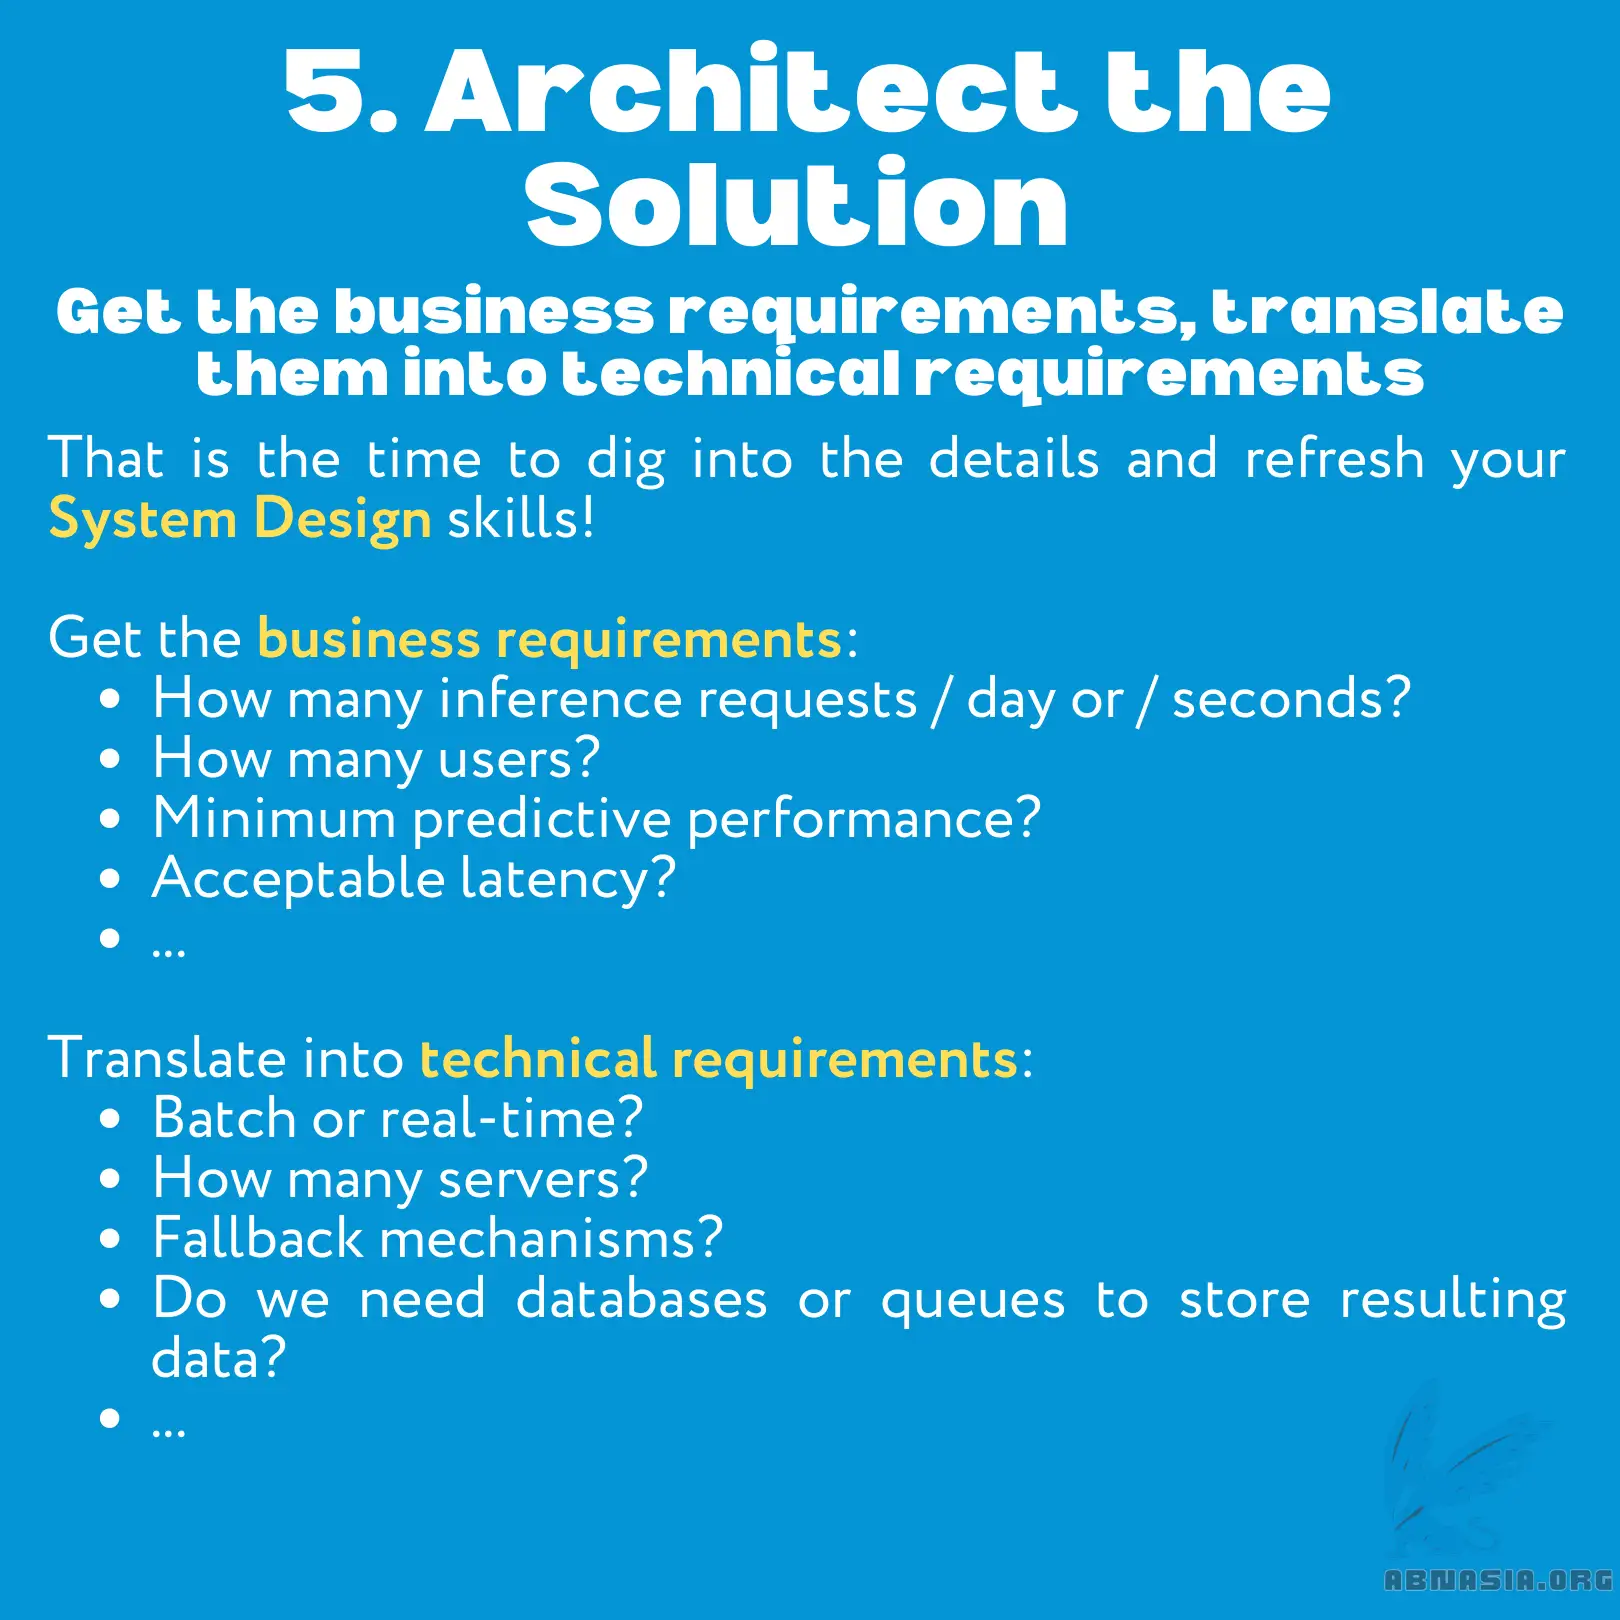 5. Architect the
Solution
Get the business requirements, translate
them into technical requirements
That is the time to dig into the details and refresh your
System Design skills!
Get the business requirements:
• How many inference requests / day or / seconds?
• How many users?
• Minimum predictive performance?
• Acceptable latency?
• ...
Translate into technical requirements:
• Batch or real-time?
• How many servers?
• Fallback mechanisms?
• Do we need databases or queues to store resulting
data?
• ...
ABNASIA.ORG